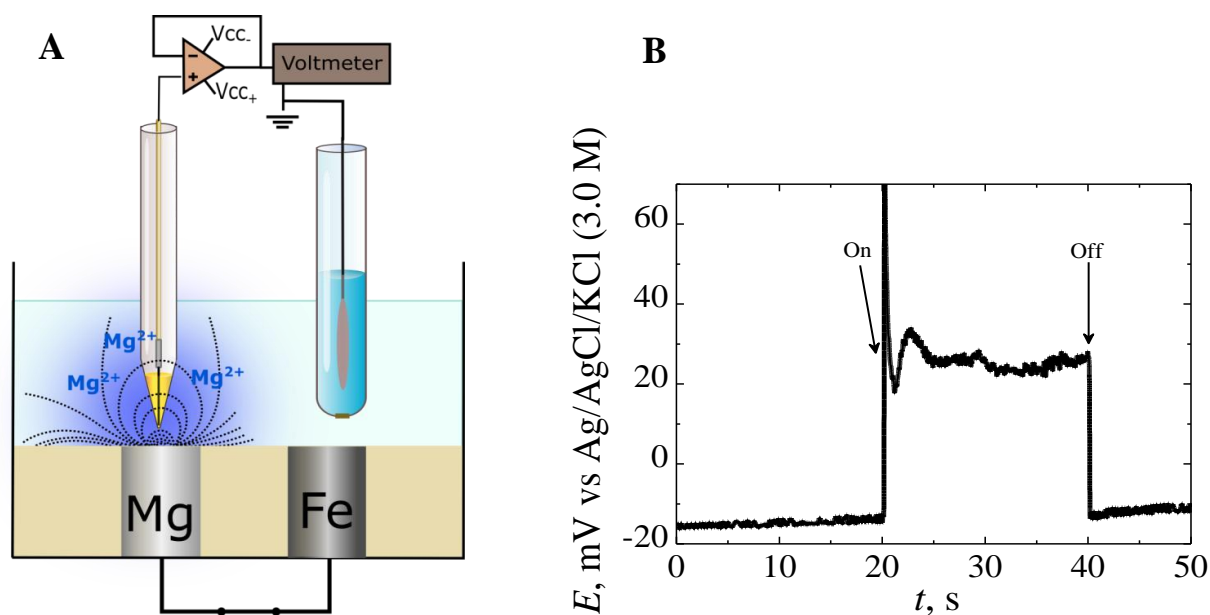 A
Vcc-
Vcc+
Voltmeter
Mg2+
Mg2+
Mg2+
Mg
Fe
B
E, mV vs Ag/AgCl/KCl (3.0 M)
60
40
20
0
-20
On
Off
0 10 20 30 40 50
t, s